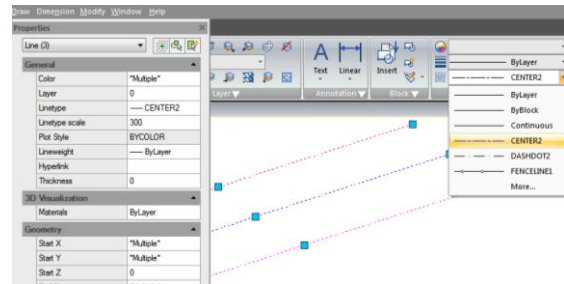 Draw Dimension Modify Window Help
Properties
Line (3)
General
Color "Multiple"
Layer 0
Linetype CENTER2
Linetype scale 300
Plot Style BYCOLOR
Lineweight ByLayer
Hyperlink
Thickness 0
3D Visualization
Materials ByLayer
Geometry
Start X "Multiple"
Start Y "Multiple"
Start Z 0
Layer
Text Linear
Annotation
Insert
Block
ByLayer
CENTER2
ByLayer
ByBlock
Continuous
CENTER2
DASHDOT2
FENCELINE1
More...